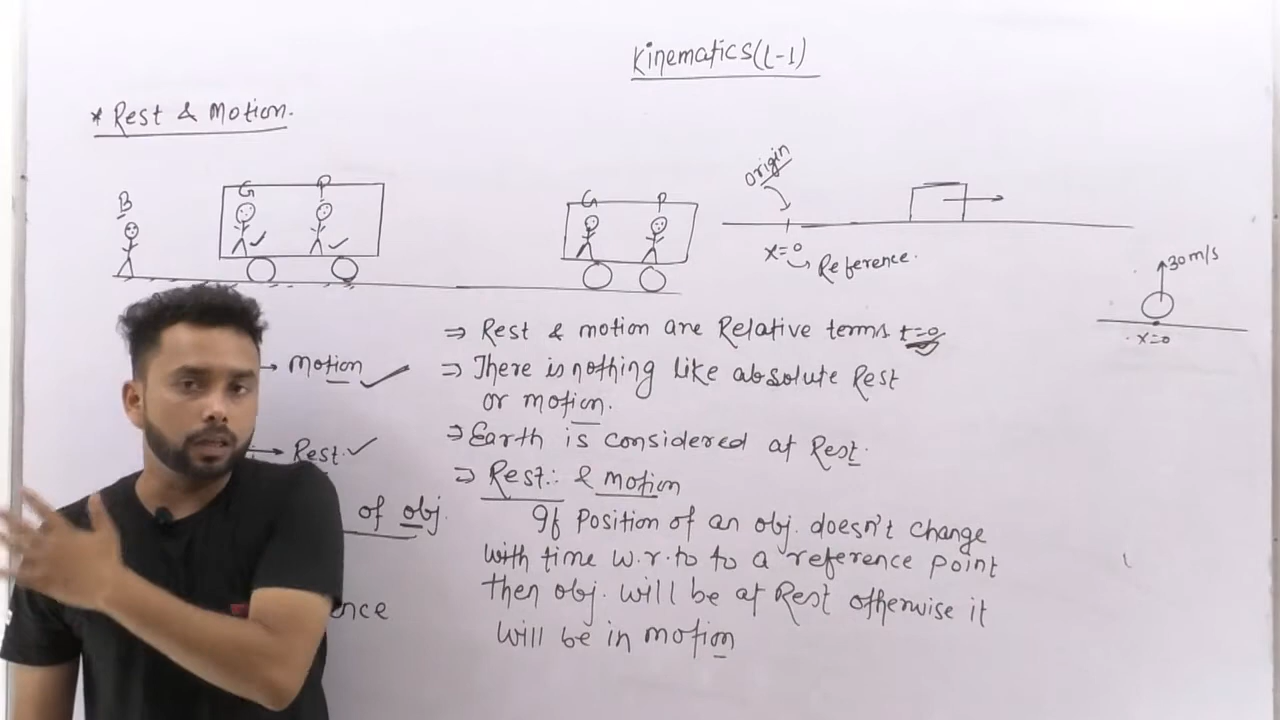 Kinematics(L-1)
* Rest & Motion.
B
G P
G P
Origin
x=0
Reference.
30m/s
x=0
→ Motion ✓
→ Rest. ✓
of obj.
ence
⇒ Rest & motion are Relative terms t=0
⇒ There is nothing like absolute Rest
or motion.
⇒ Earth is considered at Rest.
⇒ Rest:. & motion
If Position of an obj. doesn't change
with time w.r.to to a reference point
then obj. will be at Rest otherwise it
will be in motion